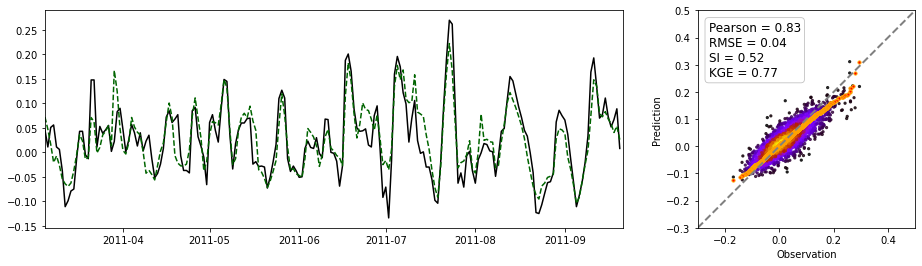 0.25
0.20
0.15
0.10
0.05
0.00
−0.05
−0.10
−0.15
2011-04 2011-05 2011-06 2011-07 2011-08 2011-09
Prediction
0.5
0.4
0.3
0.2
0.1
0.0
−0.1
−0.2
−0.3
Pearson = 0.83
RMSE = 0.04
SI = 0.52
KGE = 0.77
−0.2 0.0 0.2 0.4
Observation